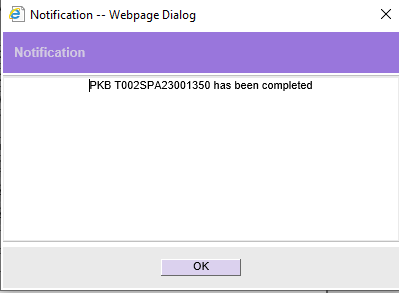 Notification -- Webpage Dialog
Notification
PKB T002SPA23001350 has been completed
OK